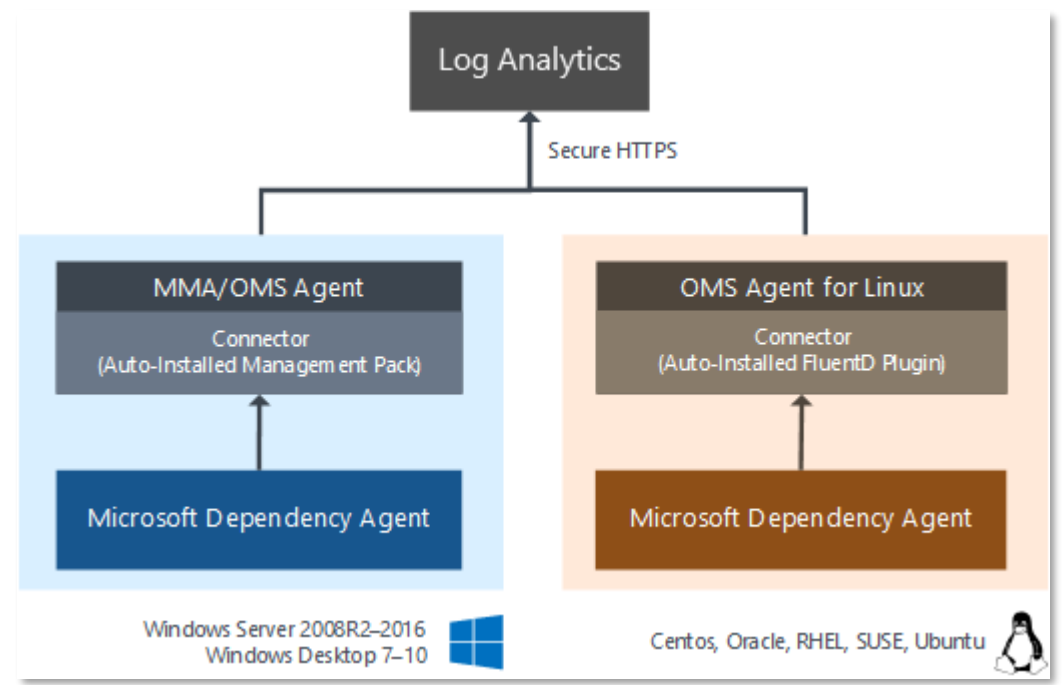 Log Analytics
Secure HTTPS
MMA/OMS Agent
Connector
(Auto-Installed Management Pack)
Microsoft Dependency Agent
Windows Server 2008R2–2016
Windows Desktop 7–10
OMS Agent for Linux
Connector
(Auto-Installed FluentD Plugin)
Microsoft Dependency Agent
Centos, Oracle, RHEL, SUSE, Ubuntu